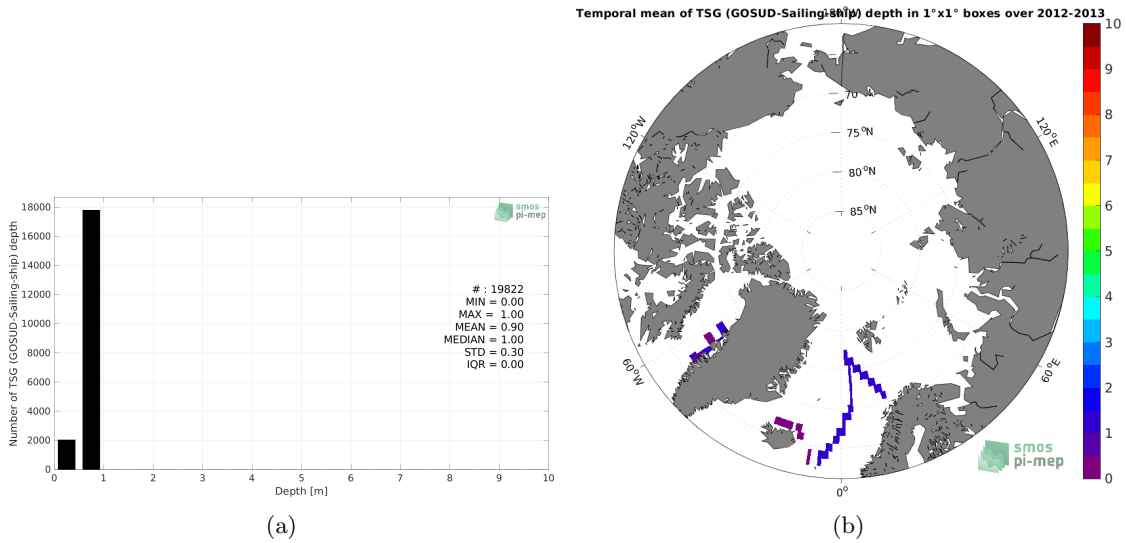 Temporal mean of TSG (GOSUD-Sailing-ship) depth in 1°x1° boxes over 2012-2013
18000
16000
14000
12000
10000
8000
6000
4000
2000
0
Number of TSG (GOSUD-Sailing-ship) depth
smos
pi-mep
# : 19822
MIN = 0.00
MAX = 1.00
MEAN = 0.90
MEDIAN = 1.00
STD = 0.30
IQR = 0.00
0 1 2 3 4 5 6 7 8 9 10
Depth [m]
(a)
180°W
120°W
120°E
70
75°N
80°N
85°N
60°W
60°E
0°
smos
pi-mep
10
9
8
7
6
5
4
3
2
1
0
(b)